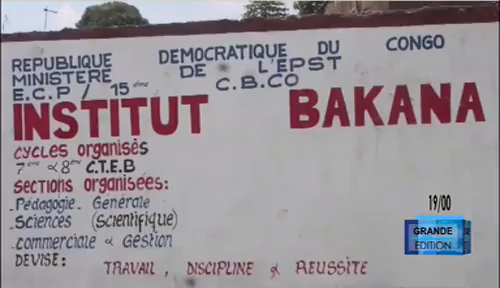 REPUBLIQUE DEMOCRATIQUE DU CONGO
MINISTERE DE L'EPST
E.C.P / 15ème C.B.CO
INSTITUT BAKANA
CYCLES ORGANISÉS
7ème & 8ème C.T.E.B
SECTIONS ORGANISÉES:
-Pédagogie Générale
-Sciences (Scientifique)
-Commerciale & Gestion
DEVISE: TRAVAIL, DISCIPLINE & REUSSITE
19/00
GRANDE
EDITION